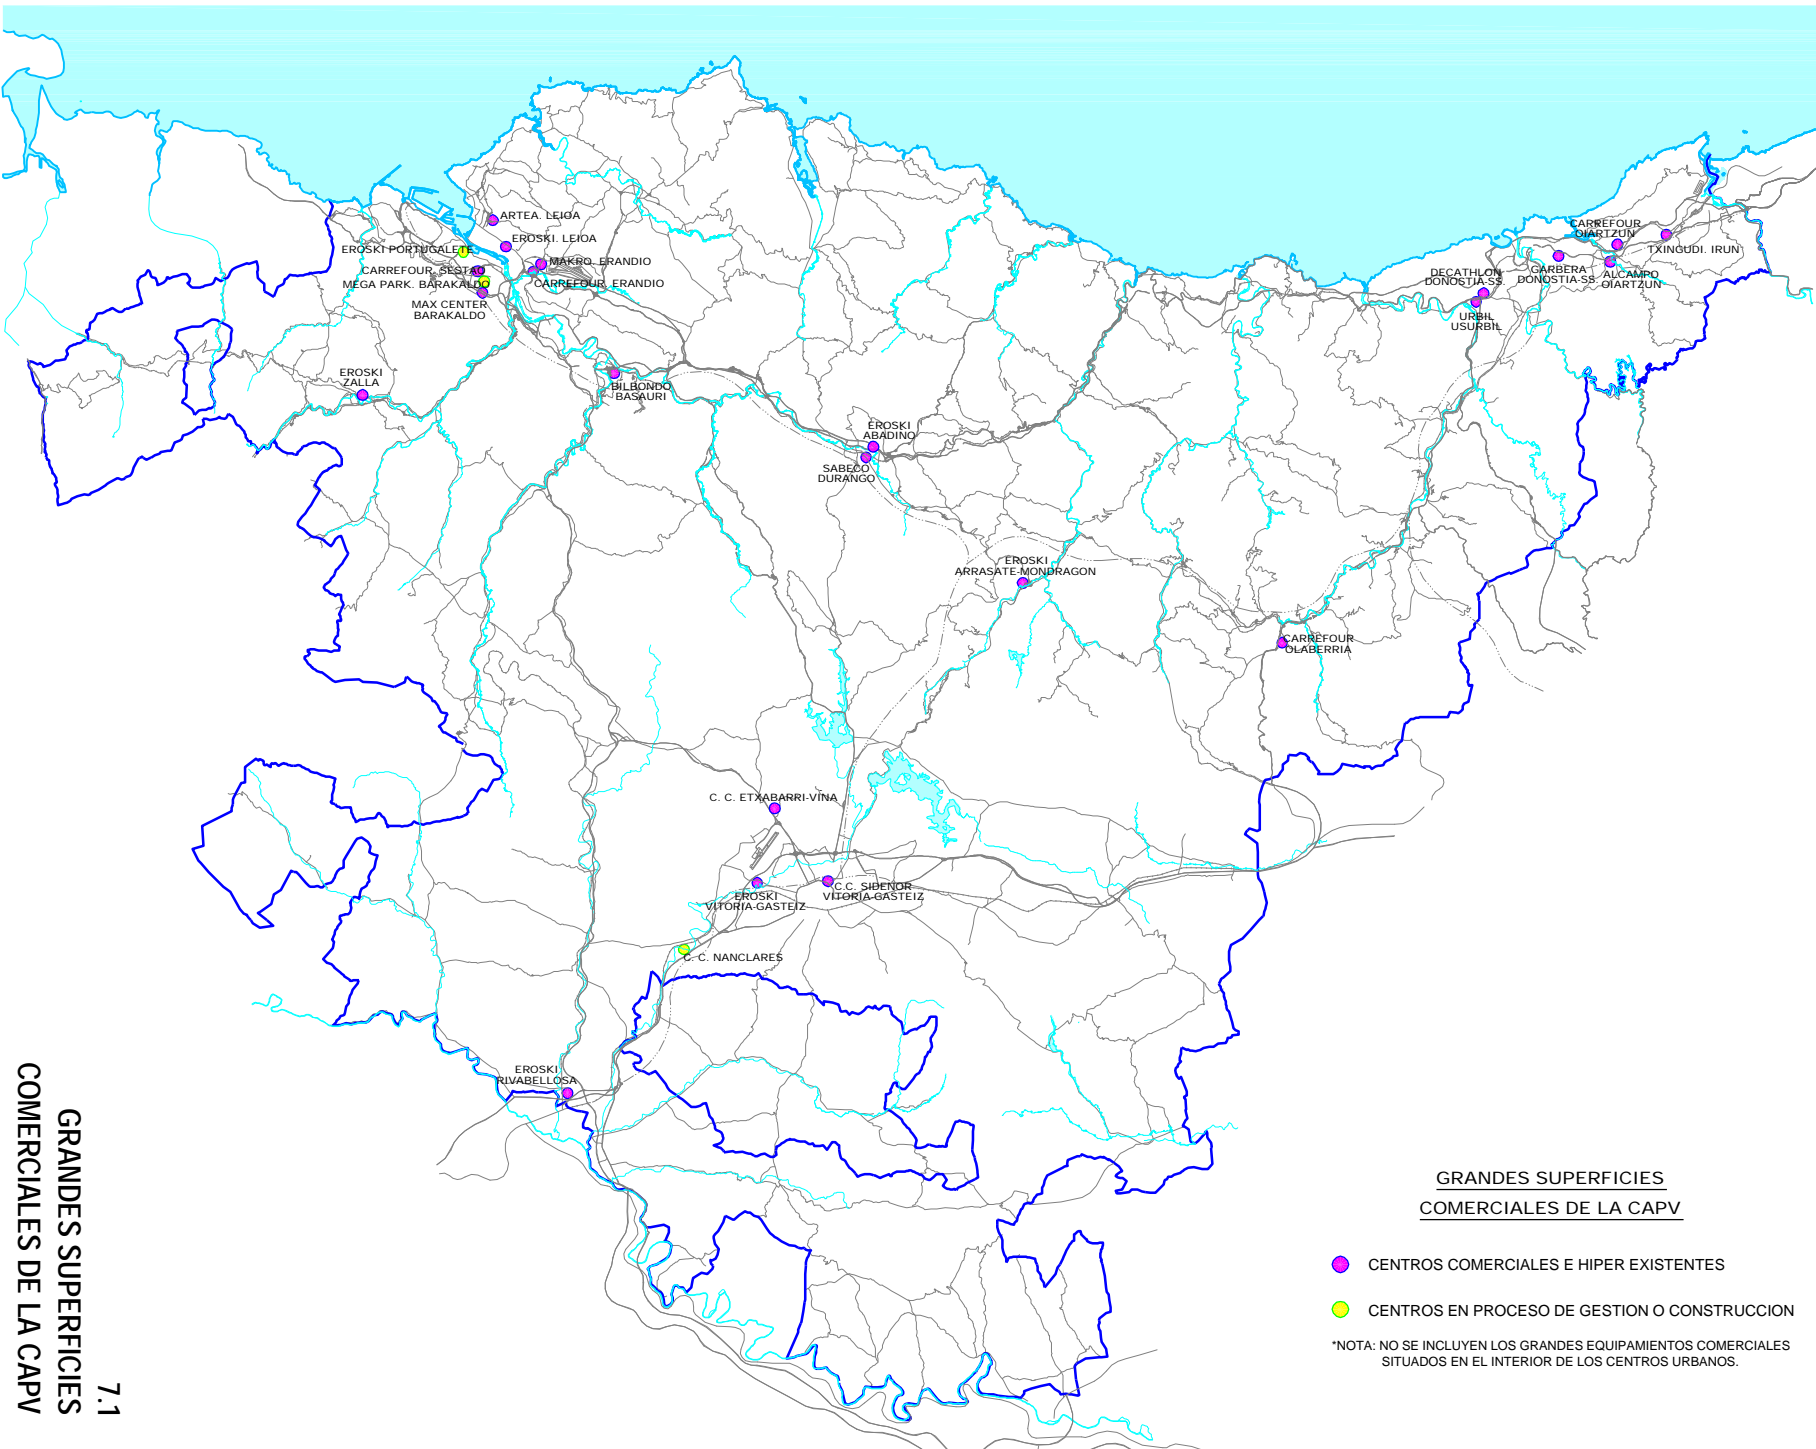 ARTEA. LEIOA
EROSKI. LEIOA
EROSKI PORTUGALETE
MAKRO. ERANDIO
CARREFOUR. SESTAO
MEGA PARK. BARAKALDO
CARREFOUR. ERANDIO
MAX CENTER
BARAKALDO
CARREFOUR
OIARTZUN
TXINGUDI. IRUN
GARBERA
DONOSTIA-SS.
ALCAMPO
OIARTZUN
DECATHLON
DONOSTIA-SS.
URBIL
USURBIL
EROSKI
ZALLA
BILBONDO
BASAURI
EROSKI
ABADINO
SABECO
DURANGO
EROSKI
ARRASATE-MONDRAGON
CARREFOUR
OLABERRIA
C. C. ETXABARRI-VIÑA
EROSKI
VITORIA-GASTEIZ
C.C. SIDENOR
VITORIA-GASTEIZ
C. C. NANCLARES
EROSKI
RIVABELLOSA
GRANDES SUPERFICIES
COMERCIALES DE LA CAPV
CENTROS COMERCIALES E HIPER EXISTENTES
CENTROS EN PROCESO DE GESTION O CONSTRUCCION
*NOTA: NO SE INCLUYEN LOS GRANDES EQUIPAMIENTOS COMERCIALES
SITUADOS EN EL INTERIOR DE LOS CENTROS URBANOS.
7.1
GRANDES SUPERFICIES
COMERCIALES DE LA CAPV